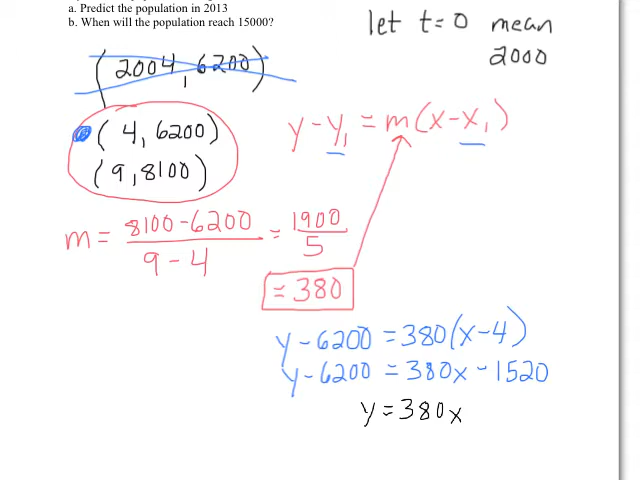 a. Predict the population in 2013
b. When will the population reach 15000?
let t=0 mean
2000
(2004, 6200)
(4, 6200)
(9, 8100)
y - y₁ = m(x - x₁)
m = 8100 - 6200 / 9 - 4 = 1900 / 5
= 380
y - 6200 = 380(x - 4)
y - 6200 = 380x - 1520
y = 380x